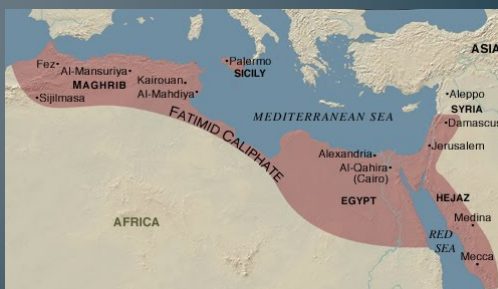 ASIA
Palermo
SICILY
Fez
Al-Mansuriya
MAGHRIB
Kairouan
Al-Mahdiya
Sijilmasa
Aleppo
SYRIA
Damascus
MEDITERRANEAN SEA
FATIMID CALIPHATE
Jerusalem
Alexandria
Al-Qahira
(Cairo)
EGYPT
HEJAZ
Medina
AFRICA
RED
SEA
Mecca